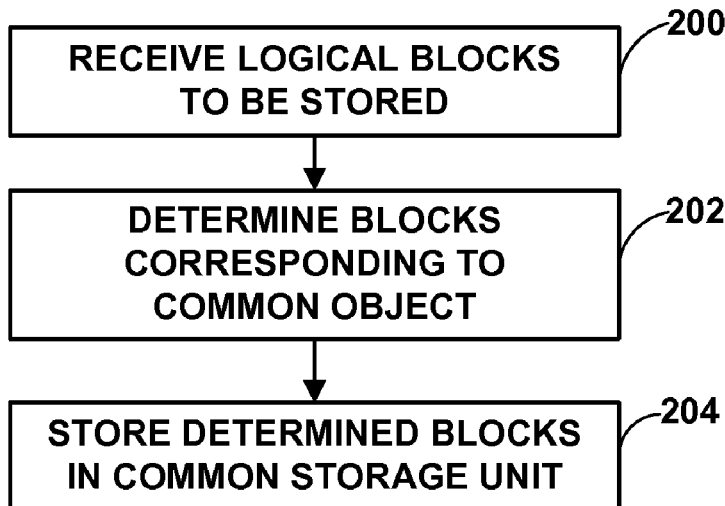 200
RECEIVE LOGICAL BLOCKS
TO BE STORED
202
DETERMINE BLOCKS
CORRESPONDING TO
COMMON OBJECT
204
STORE DETERMINED BLOCKS
IN COMMON STORAGE UNIT